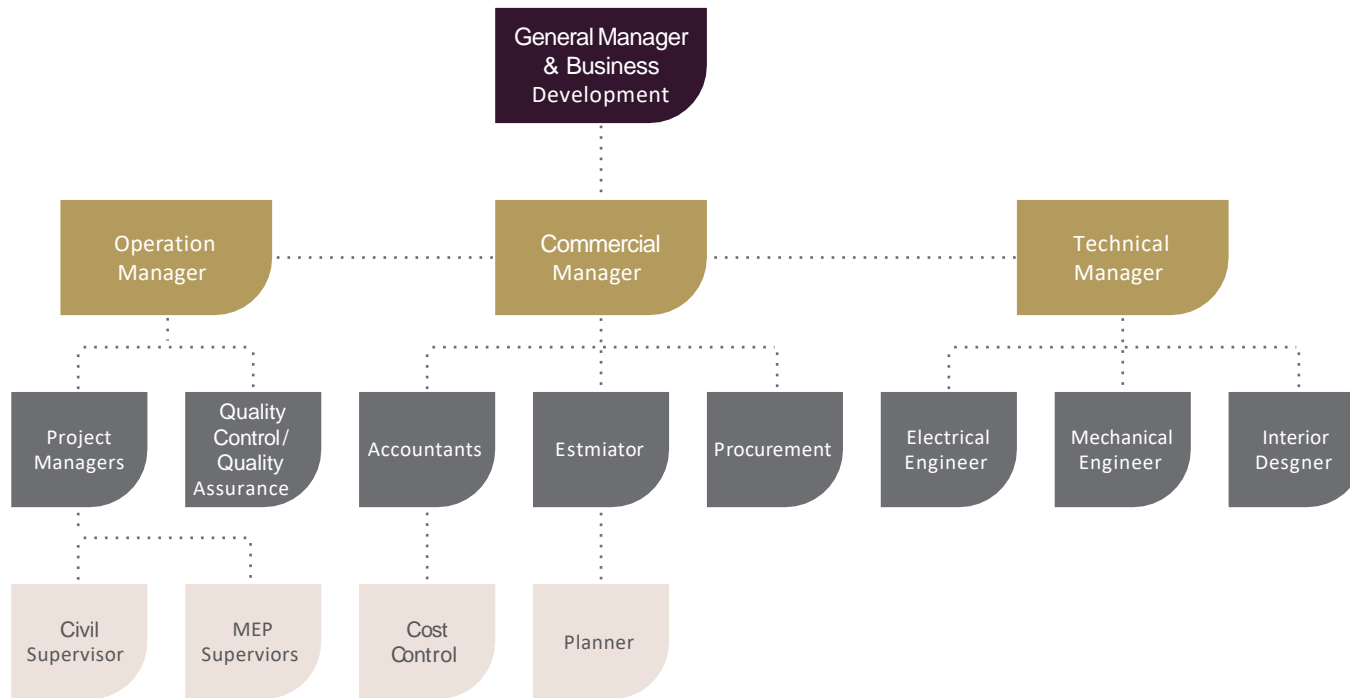 General Manager
& Business
Development
Operation
Manager
Commercial
Manager
Technical
Manager
Project
Managers
Quality
Control/
Quality
Assurance
Accountants
Estmiator
Procurement
Electrical
Engineer
Mechanical
Engineer
Interior
Desgner
Civil
Supervisor
MEP
Superviors
Cost
Control
Planner